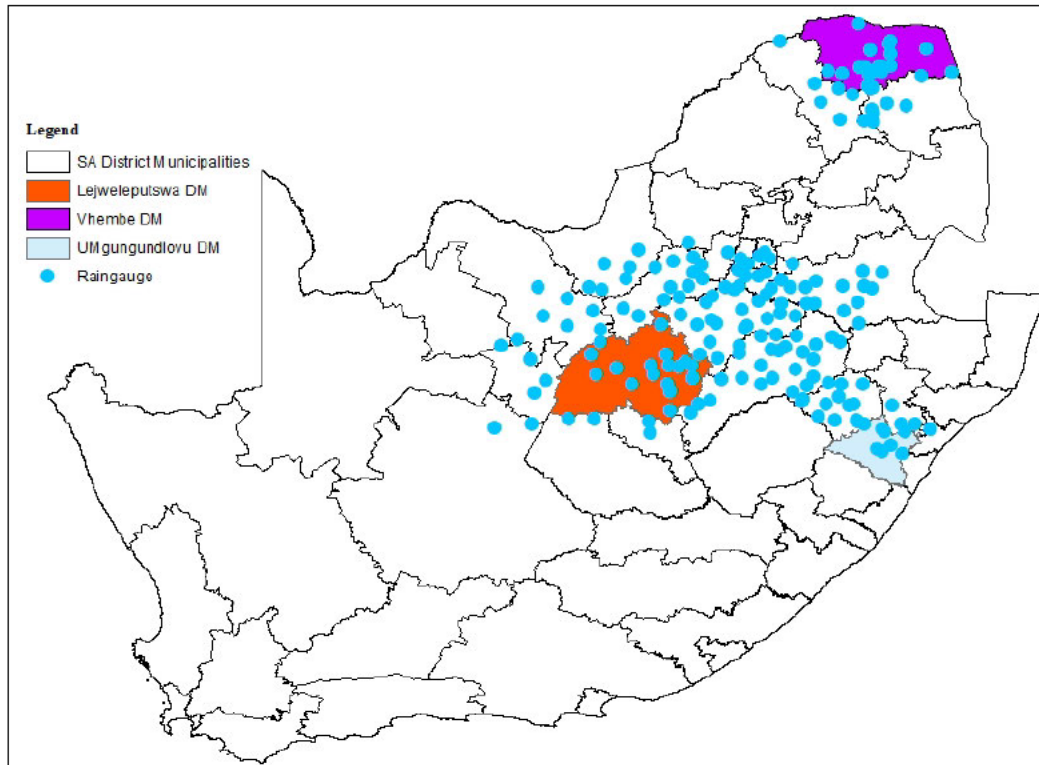 Legend
SA District Municipalities
Lejweleputswa DM
Vhembe DM
UMgungundlovu DM
Raingauge